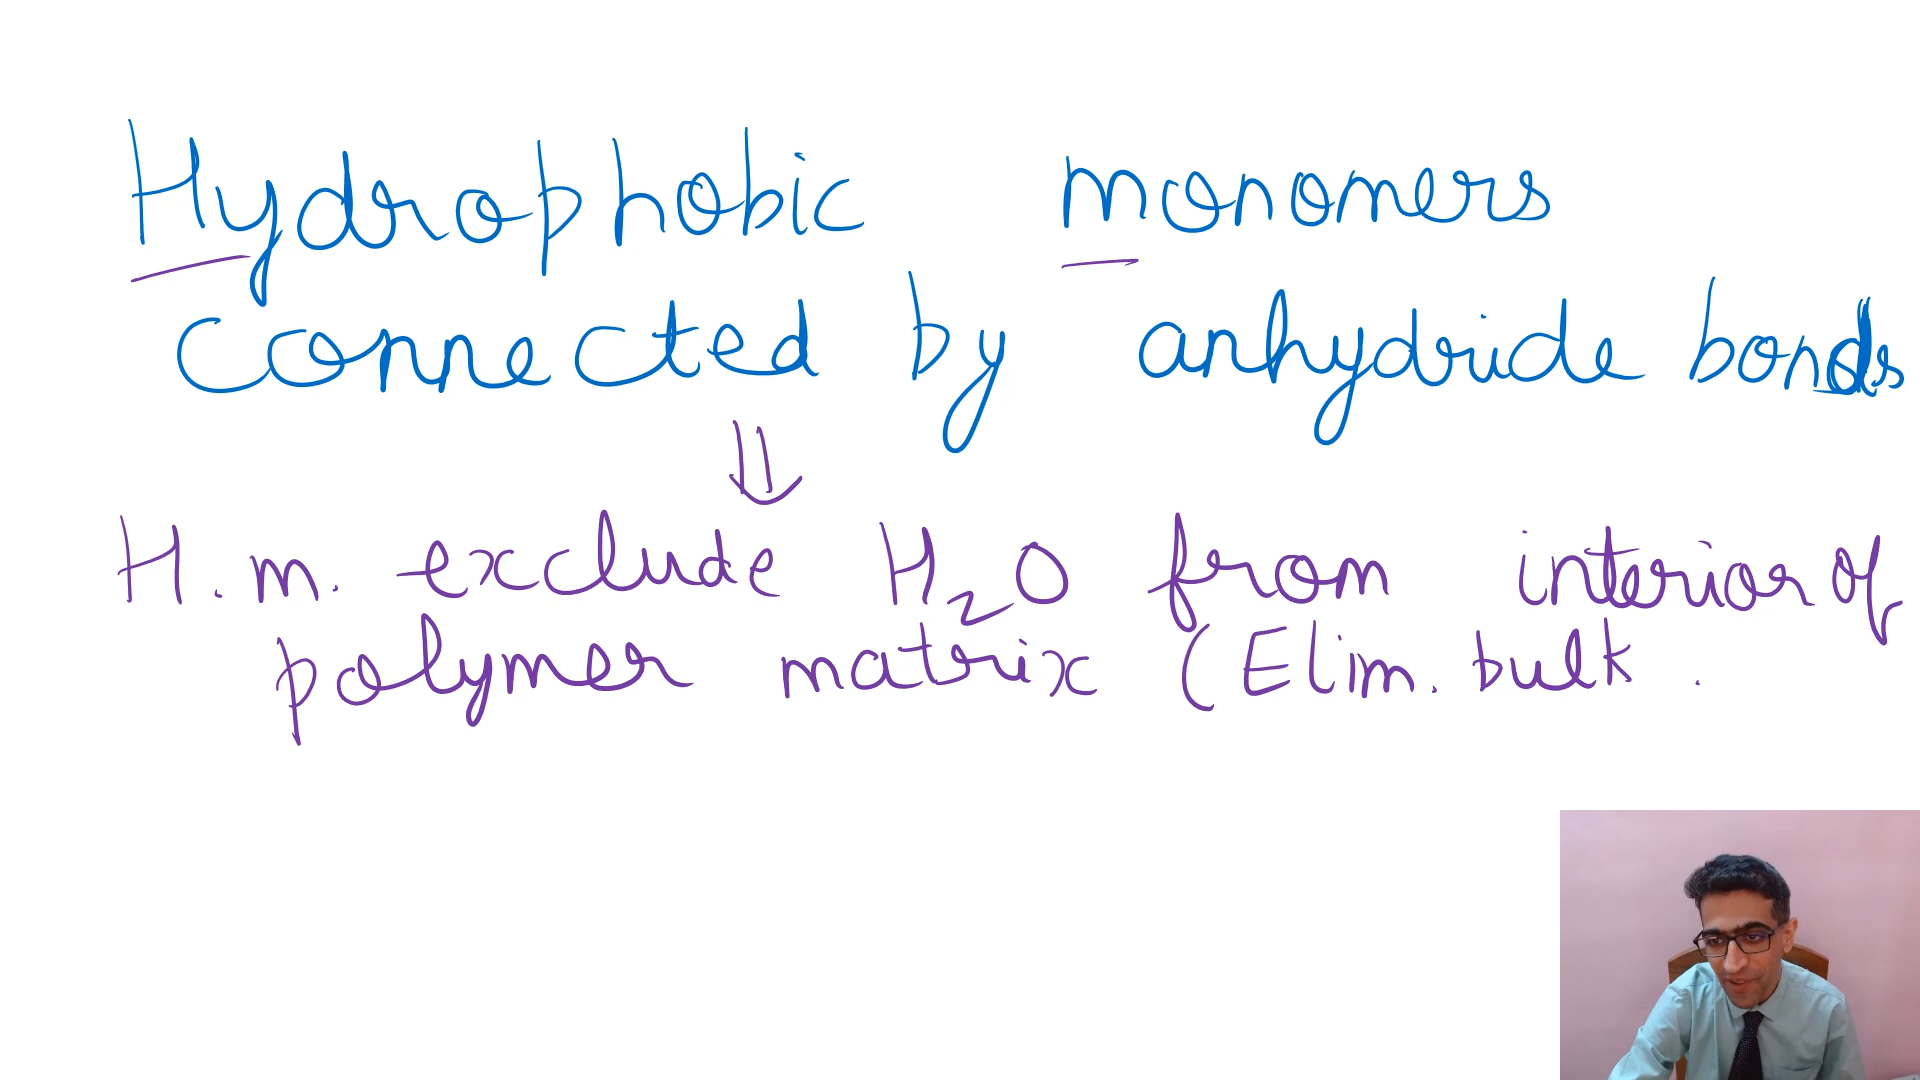 Hydrophobic monomers
connected by anhydride bonds
H.m. exclude H₂O from interior of
polymer matrix (Elim. bulk .